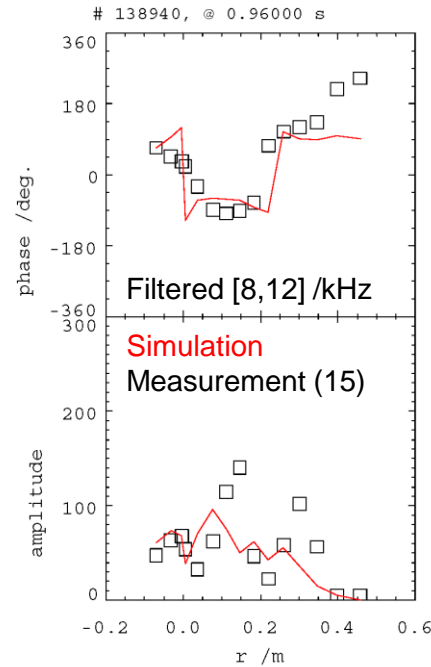 # 138940, @ 0.96000 s
360
180
0
-180
-360
phase /deg.
Filtered [8,12] /kHz
300
200
100
0
amplitude
Simulation
Measurement (15)
-0.2 0.0 0.2 0.4 0.6
r /m